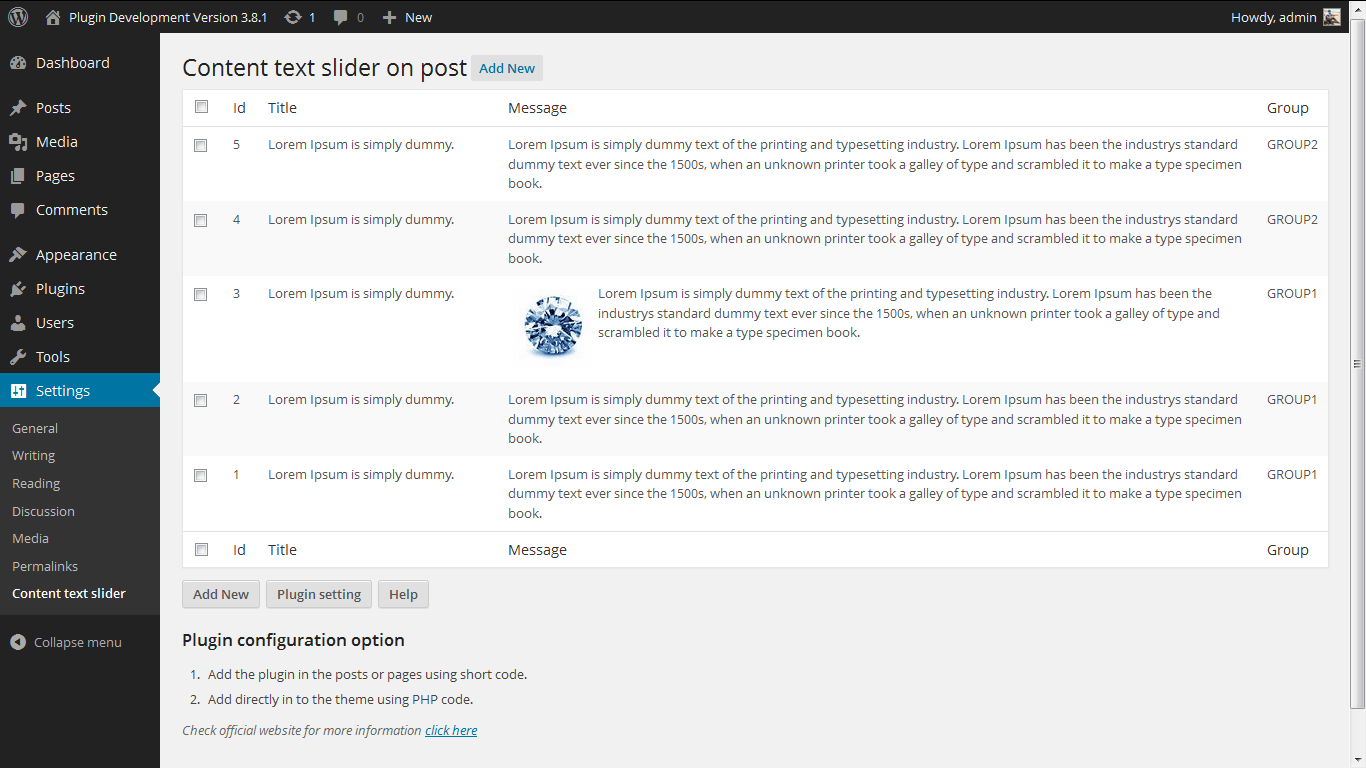 Plugin Development Version 3.8.1 1 0 New Howdy, admin
Dashboard
Posts
Media
Pages
Comments
Appearance
Plugins
Users
Tools
Settings
General
Writing
Reading
Discussion
Media
Permalinks
Content text slider
Collapse menu
Content text slider on post Add New
Id Title Message Group
5 Lorem Ipsum is simply dummy. Lorem Ipsum is simply dummy text of the printing and typesetting industry. Lorem Ipsum has been the industrys standard GROUP2
dummy text ever since the 1500s, when an unknown printer took a galley of type and scrambled it to make a type specimen
book.
4 Lorem Ipsum is simply dummy. Lorem Ipsum is simply dummy text of the printing and typesetting industry. Lorem Ipsum has been the industrys standard GROUP2
dummy text ever since the 1500s, when an unknown printer took a galley of type and scrambled it to make a type specimen
book.
3 Lorem Ipsum is simply dummy. Lorem Ipsum is simply dummy text of the printing and typesetting industry. Lorem Ipsum has been the GROUP1
industrys standard dummy text ever since the 1500s, when an unknown printer took a galley of type and
scrambled it to make a type specimen book.
2 Lorem Ipsum is simply dummy. Lorem Ipsum is simply dummy text of the printing and typesetting industry. Lorem Ipsum has been the industrys standard GROUP1
dummy text ever since the 1500s, when an unknown printer took a galley of type and scrambled it to make a type specimen
book.
1 Lorem Ipsum is simply dummy. Lorem Ipsum is simply dummy text of the printing and typesetting industry. Lorem Ipsum has been the industrys standard GROUP1
dummy text ever since the 1500s, when an unknown printer took a galley of type and scrambled it to make a type specimen
book.
Id Title Message Group
Add New Plugin setting Help
Plugin configuration option
1. Add the plugin in the posts or pages using short code.
2. Add directly in to the theme using PHP code.
Check official website for more information click here